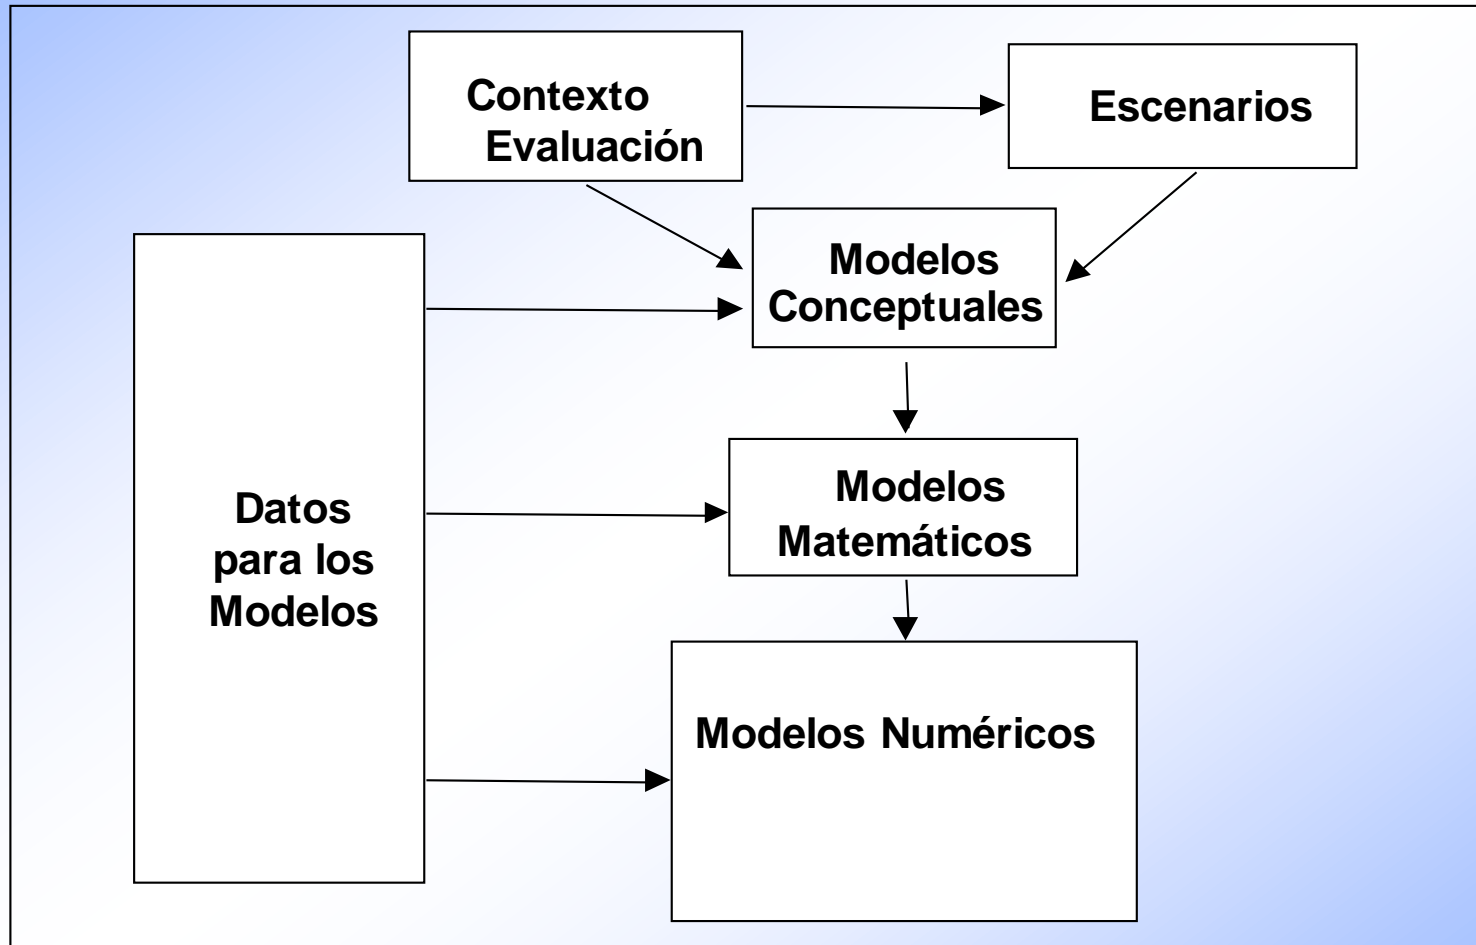 Contexto
Evaluación
Escenarios
Modelos
Conceptuales
Datos
para los
Modelos
Modelos
Matemáticos
Modelos Numéricos